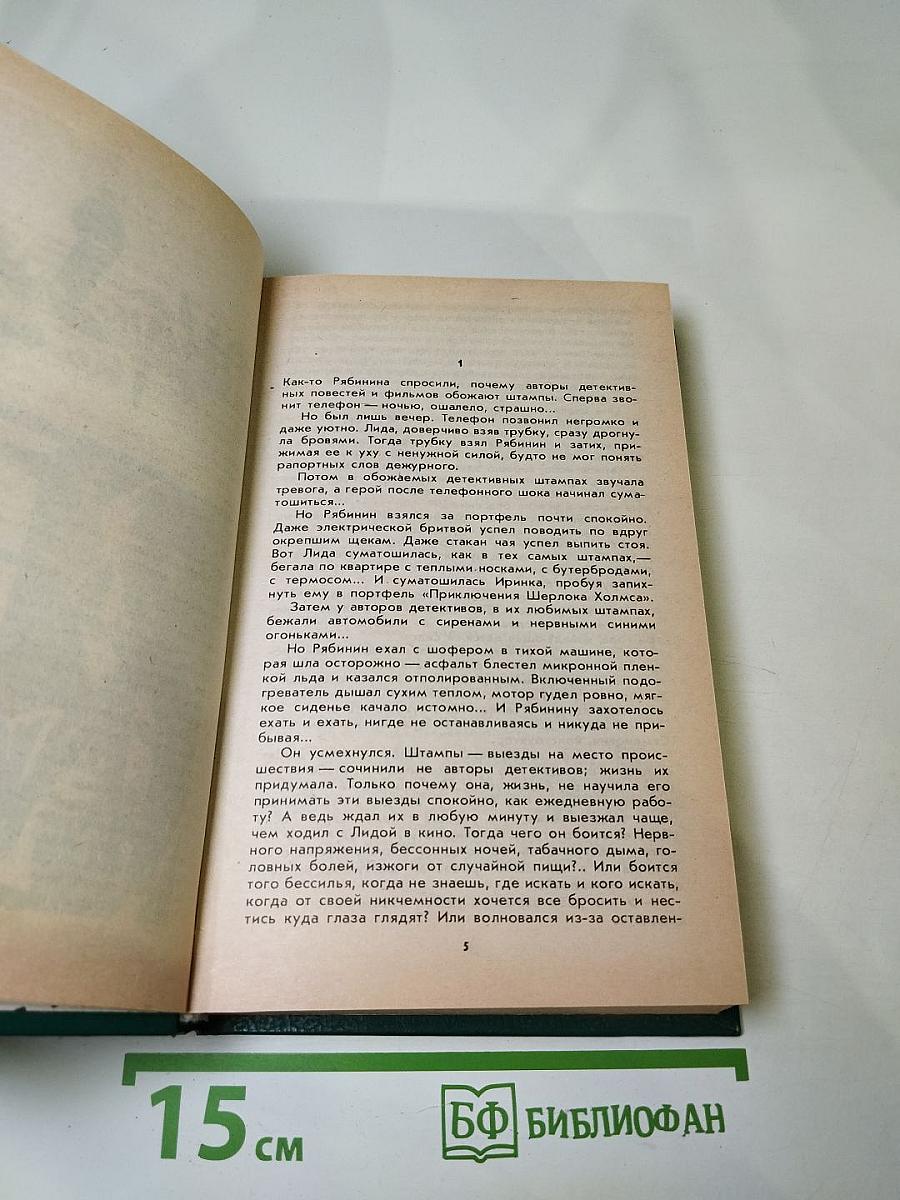 1
Как-то Рябинина спросили, почему авторы детектив-
ных повестей и фильмов обожают штампы. Сперва зво-
нит телефон — ночью, ошалело, страшно...
Но был лишь вечер. Телефон позвонил негромко и
даже уютно. Лида, доверчиво взяв трубку, сразу дрогну-
ла бровями. Тогда трубку взял Рябинин и затих, при-
жимая ее к уху с ненужной силой, будто не мог понять
рапортных слов дежурного.
Потом в обожаемых детективных штампах звучала
тревога, а герой после телефонного шока начинал сума-
тошиться...
Но Рябинин взялся за портфель почти спокойно.
Даже электрической бритвой успел поводить по вдруг
окрепшим щекам. Даже стакан чая успел выпить стоя.
Вот Лида суматошилась, как в тех самых штампах,—
бегала по квартире с теплыми носками, с бутербродами,
с термосом... И суматошилась Иринка, пробуя запих-
нуть ему в портфель «Приключения Шерлока Холмса».
Затем у авторов детективов, в их любимых штампах,
бежали автомобили с сиренами и нервными синими
огоньками...
Но Рябинин ехал с шофером в тихой машине, кото-
рая шла осторожно — асфальт блестел микронной плен-
кой льда и казался отполированным. Включенный подо-
греватель дышал сухим теплом, мотор гудел ровно, мяг-
кое сиденье качало истомно... И Рябинину захотелось
ехать и ехать, нигде не останавливаясь и никуда не при-
бывая...
Он усмехнулся. Штампы — выезды на место проис-
шествия — сочинили не авторы детективов; жизнь их
придумала. Только почему она, жизнь, не научила его
принимать эти выезды спокойно, как ежедневную рабо-
ту? А ведь ждал их в любую минуту и выезжал чаще,
чем ходил с Лидой в кино. Тогда чего он боится? Нерв-
ного напряжения, бессонных ночей, табачного дыма, го-
ловных болей, изжоги от случайной пищи?.. Или боится
того бессилья, когда не знаешь, где искать и кого искать,
когда от своей никчемности хочется все бросить и нес-
тись куда глаза глядят? Или волновался из-за оставлен-
5
15 см
БФ БИБЛИОФАН